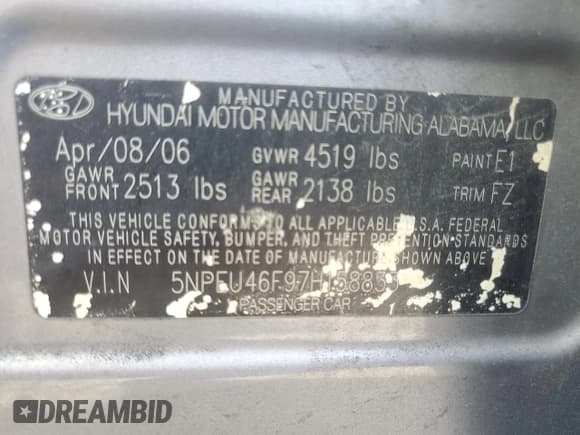 MANUFACTURED BY
HYUNDAI MOTOR MANUFACTURING ALABAMA, LLC
Apr/08/06 GVWR 4519 lbs PAINT E1
GAWR FRONT 2513 lbs GAWR REAR 2138 lbs TRIM FZ
THIS VEHICLE CONFORMS TO ALL APPLICABLE U.S.A. FEDERAL
MOTOR VEHICLE SAFETY, BUMPER, AND THEFT PREVENTION STANDARDS
IN EFFECT ON THE DATE OF MANUFACTURE SHOWN ABOVE
V.I.N
PASSENGER CAR
DREAMBID